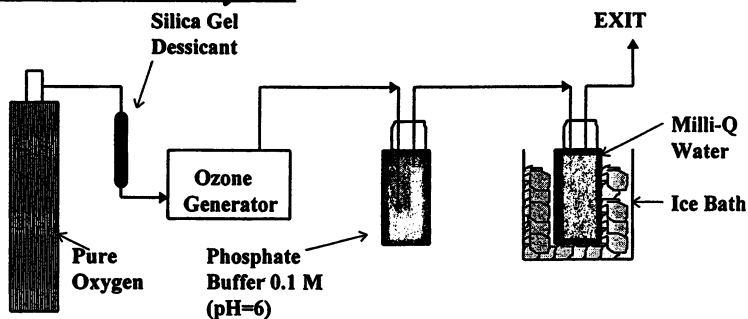 Silica Gel
Dessicant
EXIT
Milli-Q
Water
Ozone
Generator
Ice Bath
Pure
Oxygen
Phosphate
Buffer 0.1 M
(pH=6)